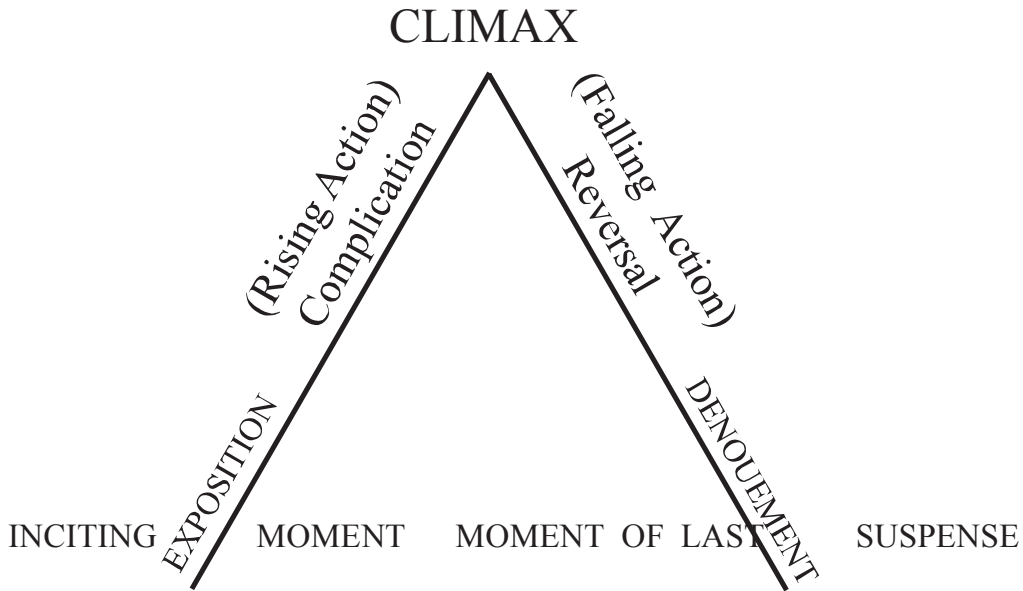 CLIMAX
(Rising Action)
Complication
(Falling Action)
Reversal
EXPOSITION
DENOUEMENT
INCITING MOMENT MOMENT OF LAST SUSPENSE